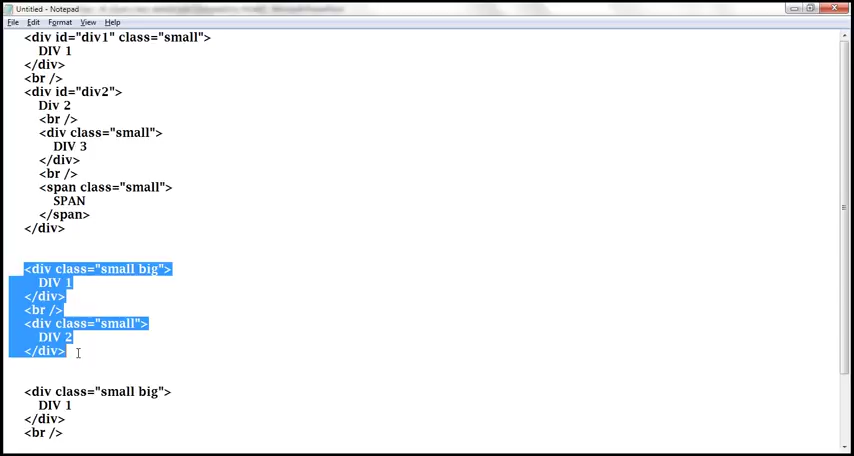 Untitled - Notepad
File Edit Format View Help
<div id="div1" class="small">
DIV 1
</div>
<br />
<div id="div2">
Div 2
<br />
<div class="small">
DIV 3
</div>
<br />
<span class="small">
SPAN
</span>
</div>
<div class="small big">
DIV 1
</div>
<br />
<div class="small">
DIV 2
</div>
<div class="small big">
DIV 1
</div>
<br />